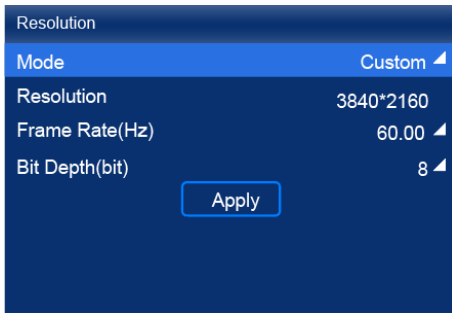 Resolution
Mode Custom
Resolution 3840*2160
Frame Rate(Hz) 60.00
Bit Depth(bit) 8
Apply